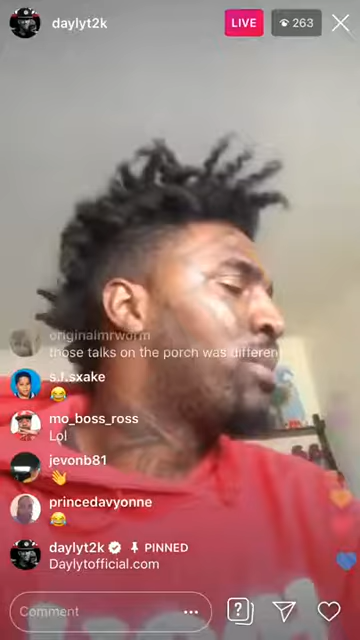 daylyt2k
LIVE
263
originalmrworm
those talks on the porch was differen
s.f.sxake
mo_boss_ross
Lol
jevonb81
princedavyonne
daylyt2k PINNED
Daylytofficial.com
Comment